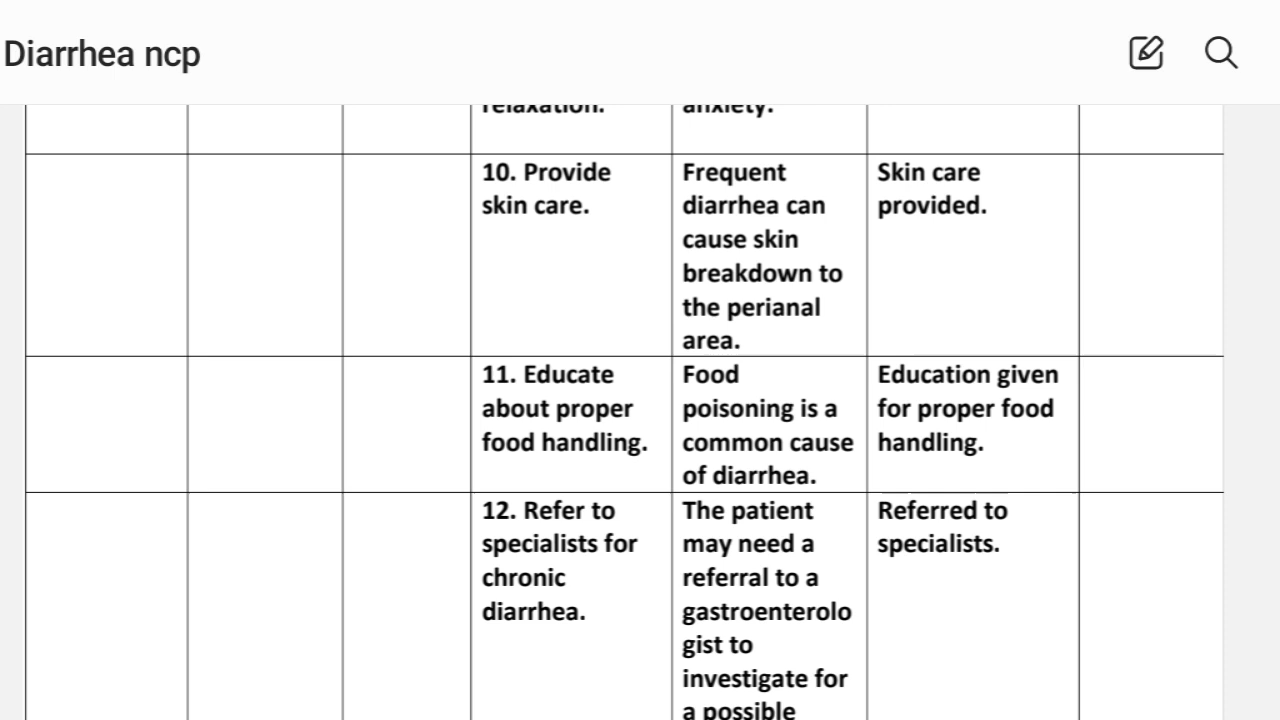 Diarrhea ncp
relaxation.
anxiety.
10. Provide
skin care.
Frequent
diarrhea can
cause skin
breakdown to
the perianal
area.
Skin care
provided.
11. Educate
about proper
food handling.
Food
poisoning is a
common cause
of diarrhea.
Education given
for proper food
handling.
12. Refer to
specialists for
chronic
diarrhea.
The patient
may need a
referral to a
gastroenterolo
gist to
investigate for
a possible
Referred to
specialists.